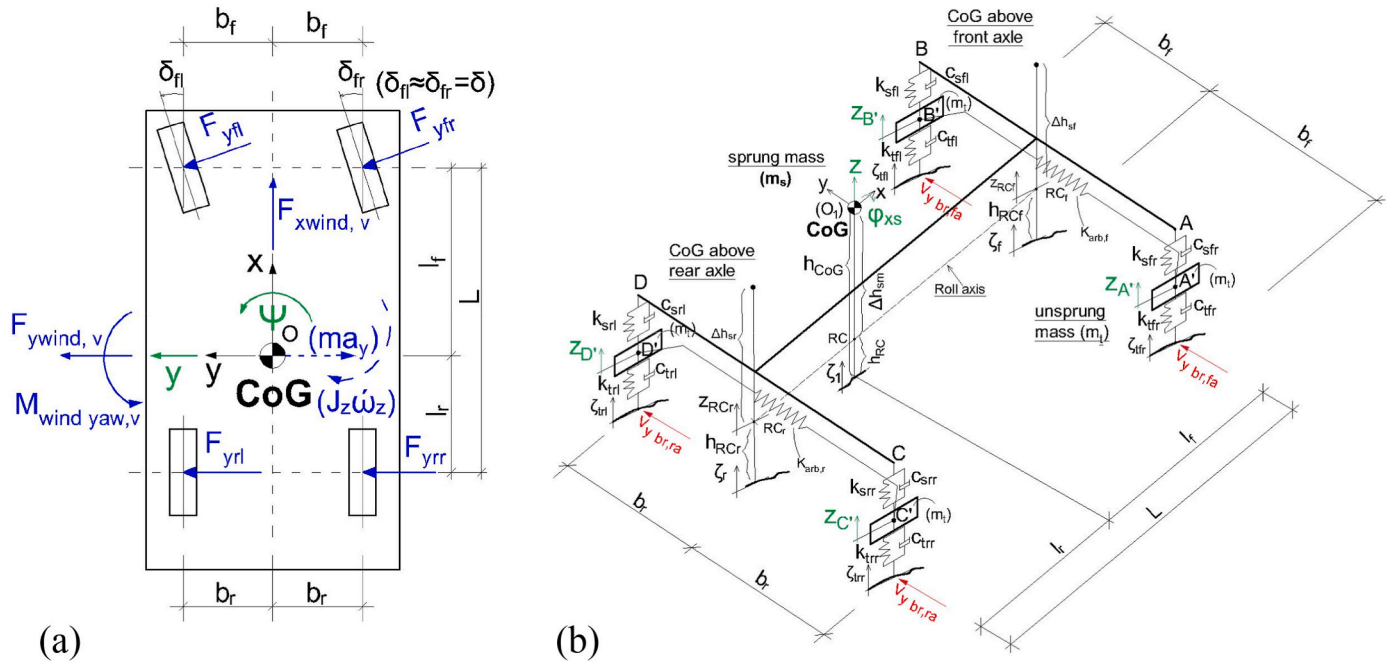 b_f
b_f
δ_fl
δ_fr
(δ_fl≈δ_fr=δ)
F_yfl
F_yfr
F_xwind, v
l_f
L
x
Ψ
O
(ma_y)
F_ywind, v
y
y
CoG
(J_zω̇_z)
M_wind yaw,v
l_r
F_yrl
F_yrr
b_r
b_r
(a)
CoG above
front axle
B
b_f
k_sfl
c_sfl
z_B'
B'
(m_t)
Δh_sf
k_tfl
c_tfl
b_f
sprung mass
(m_s)
z
y
x
ζ_tfl
V_y br,fa
z_RCf
RC_f
(O_1)
φ_xs
CoG
h_RCf
ζ_f
K_arb,f
A
k_sfr
c_sfr
CoG above
rear axle
h_CoG
Δh_sm
Roll axis
z_A'
A'
(m_t)
D
k_srl
c_srl
Δh_sr
unsprung
mass (m_t)
k_tfr
c_tfr
z_D'
D'
(m_t)
RC
h_RC
ζ_tfr
V_y br,fa
k_trl
c_trl
ζ_1
ζ_trl
V_y br,ra
z_RCr
RC_r
h_RCr
K_arb,r
ζ_r
C
l_f
k_srr
c_srr
L
b_r
z_C'
C'
(m_t)
k_trr
c_trr
l_r
b_r
ζ_trr
V_y br,ra
(b)